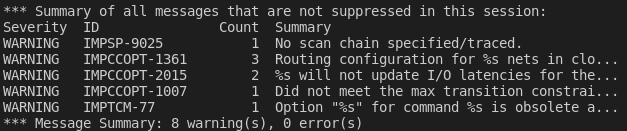 *** Summary of all messages that are not suppressed in this session:
Severity  ID               Count  Summary
WARNING   IMPSP-9025           1  No scan chain specified/traced.
WARNING   IMPCCOPT-1361        3  Routing configuration for %s nets in clo...
WARNING   IMPCCOPT-2015        2  %s will not update I/O latencies for the...
WARNING   IMPCCOPT-1007        1  Did not meet the max transition constrai...
WARNING   IMPTCM-77            1  Option "%s" for command %s is obsolete a...
*** Message Summary: 8 warning(s), 0 error(s)